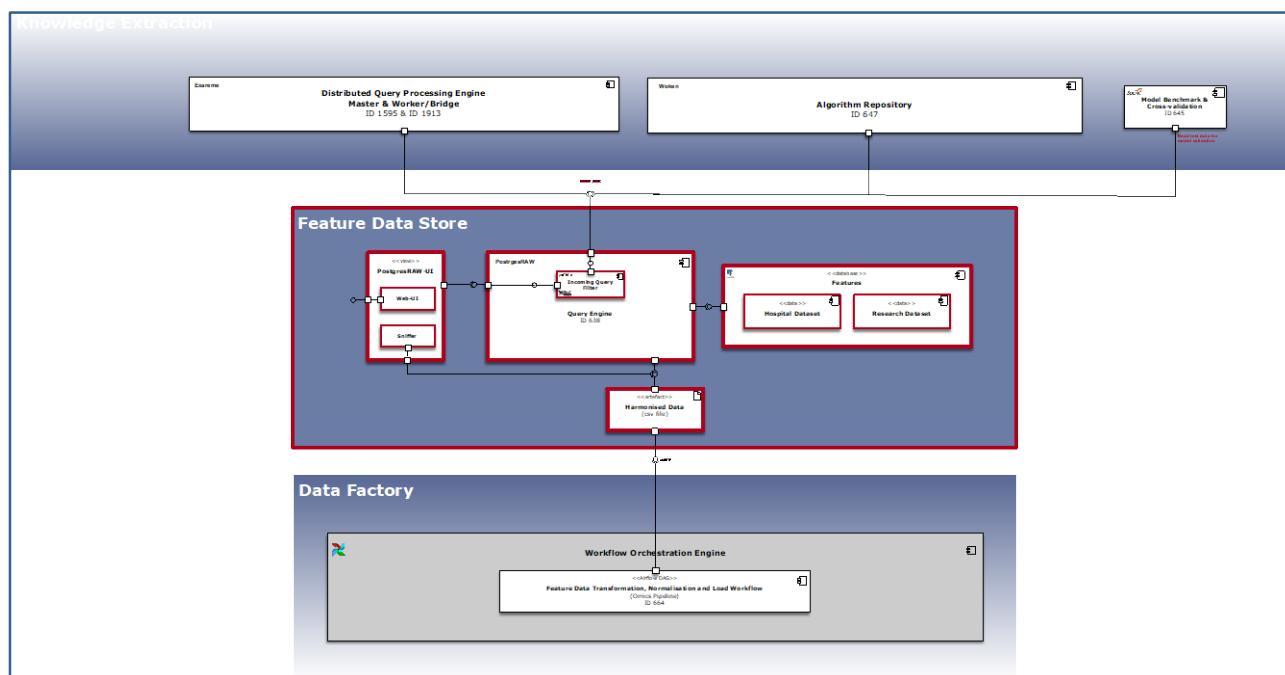 Knowledge Extraction
Exareme
Distributed Query Processing Engine
Master & Worker/Bridge
ID 1595 & ID 1913
Woken
Algorithm Repository
ID 647
Model Benchmark &
Cross-validation
ID 645
Feature Data Store
<<view>>
PostgresRAW-UI
Web-UI
Sniffer
PostrgesRAW
Incoming Query
Filter
Query Engine
ID 638
<<database>>
Features
<<data>>
Hospital Dataset
<<data>>
Research Dataset
<<artefact>>
Harmonised Data
(csv file)
Data Factory
Workflow Orchestration Engine
<<Airflow DAG>>
Feature Data Transformation, Normalisation and Load Workflow
(Omics Pipeline)
ID 664